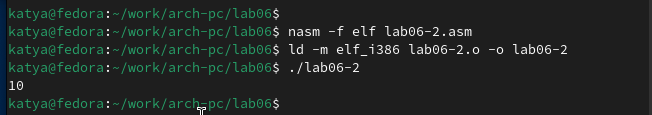 katya@fedora:~/work/arch-pc/lab06$
katya@fedora:~/work/arch-pc/lab06$ nasm -f elf lab06-2.asm
katya@fedora:~/work/arch-pc/lab06$ ld -m elf_i386 lab06-2.o -o lab06-2
katya@fedora:~/work/arch-pc/lab06$ ./lab06-2
10
katya@fedora:~/work/arch-pc/lab06$